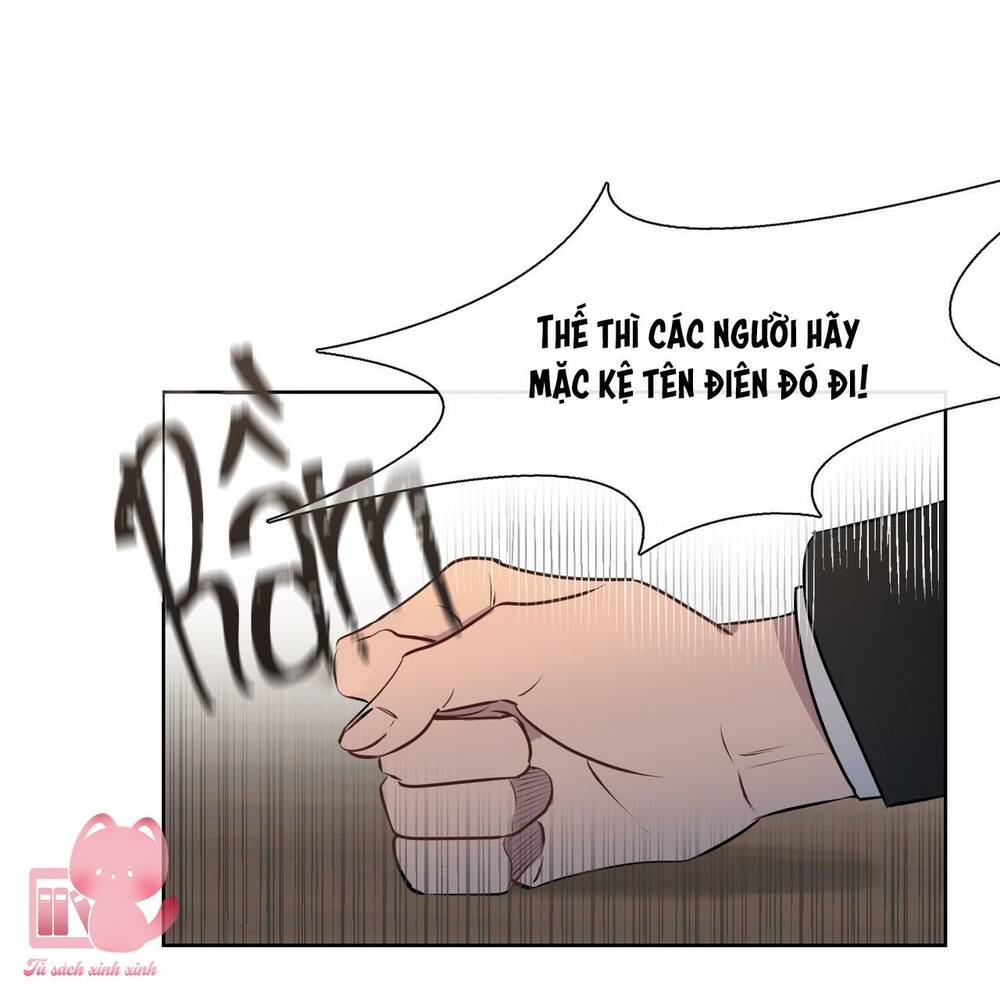 THẾ THÌ CÁC NGƯỜI HÃY
MẶC KỆ TÊN ĐIÊN ĐÓ ĐI!
Rầm
Tủ sách xinh xinh